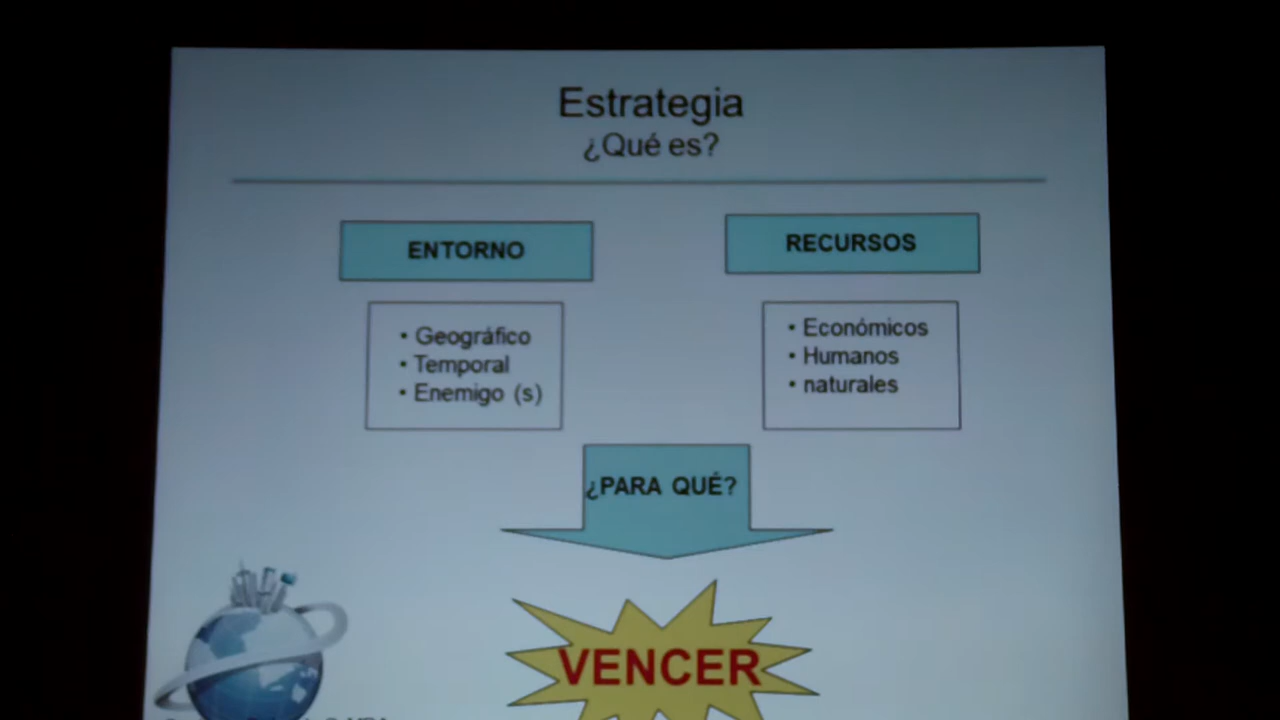 Estrategia
¿Qué es?
ENTORNO
• Geográfico
• Temporal
• Enemigo (s)
RECURSOS
• Económicos
• Humanos
• naturales
¿PARA QUÉ?
VENCER